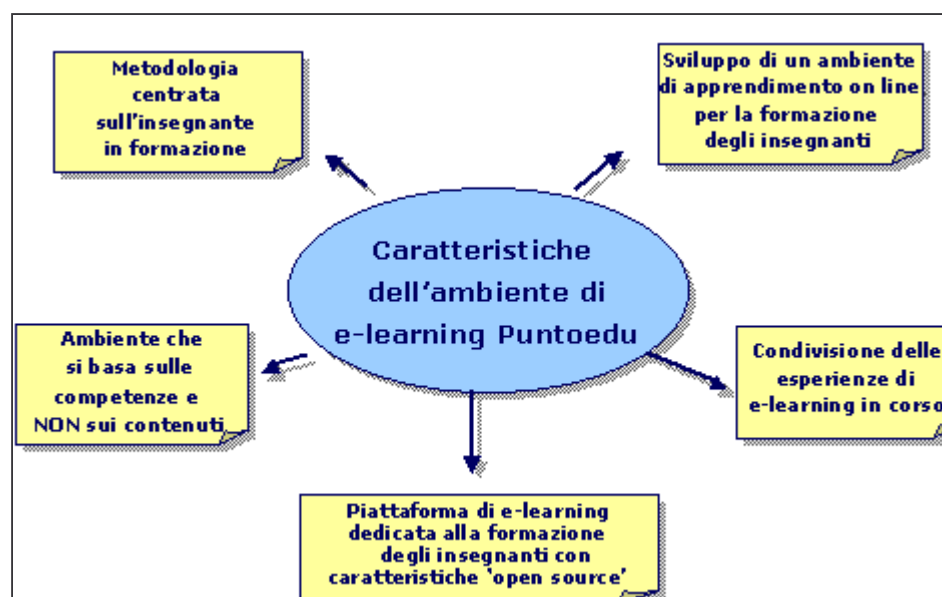 Metodologia
centrata
sull'insegnante
in formazione
Sviluppo di un ambiente
di apprendimento on line
per la formazione
degli insegnanti
Caratteristiche
dell'ambiente di
e-learning Puntoedu
Ambiente che
si basa sulle
competenze e
NON sui contenuti
Condivisione delle
esperienze di
e-learning in corso
Piattaforma di e-learning
dedicata alla formazione
degli insegnanti con
caratteristiche 'open source'